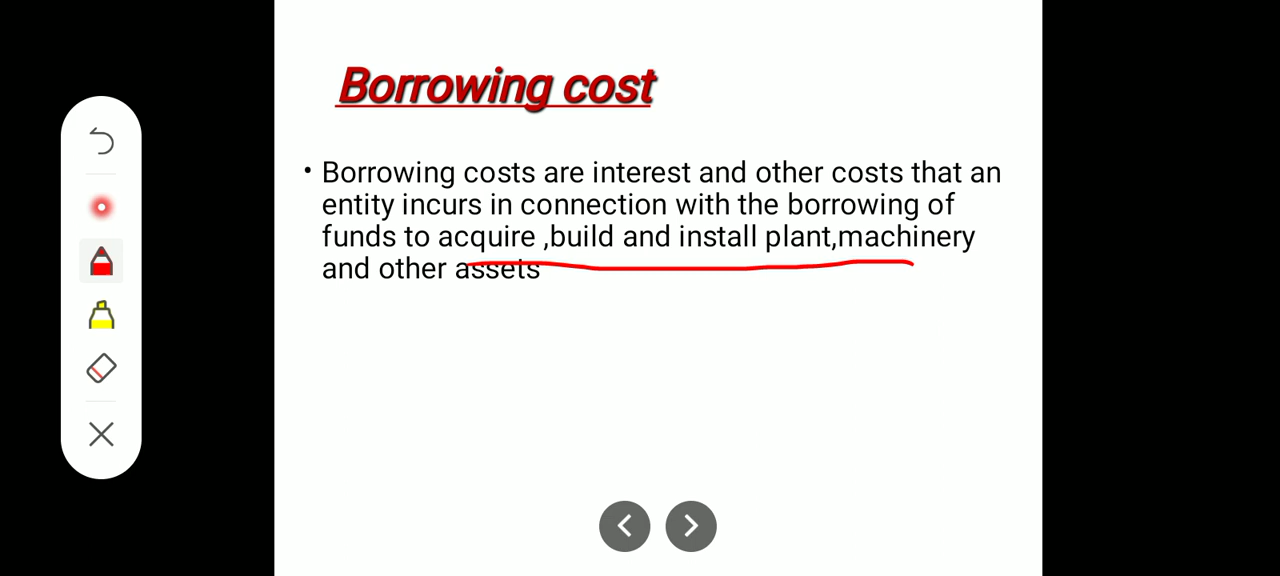 Borrowing cost
• Borrowing costs are interest and other costs that an
entity incurs in connection with the borrowing of
funds to acquire ,build and install plant,machinery
and other assets